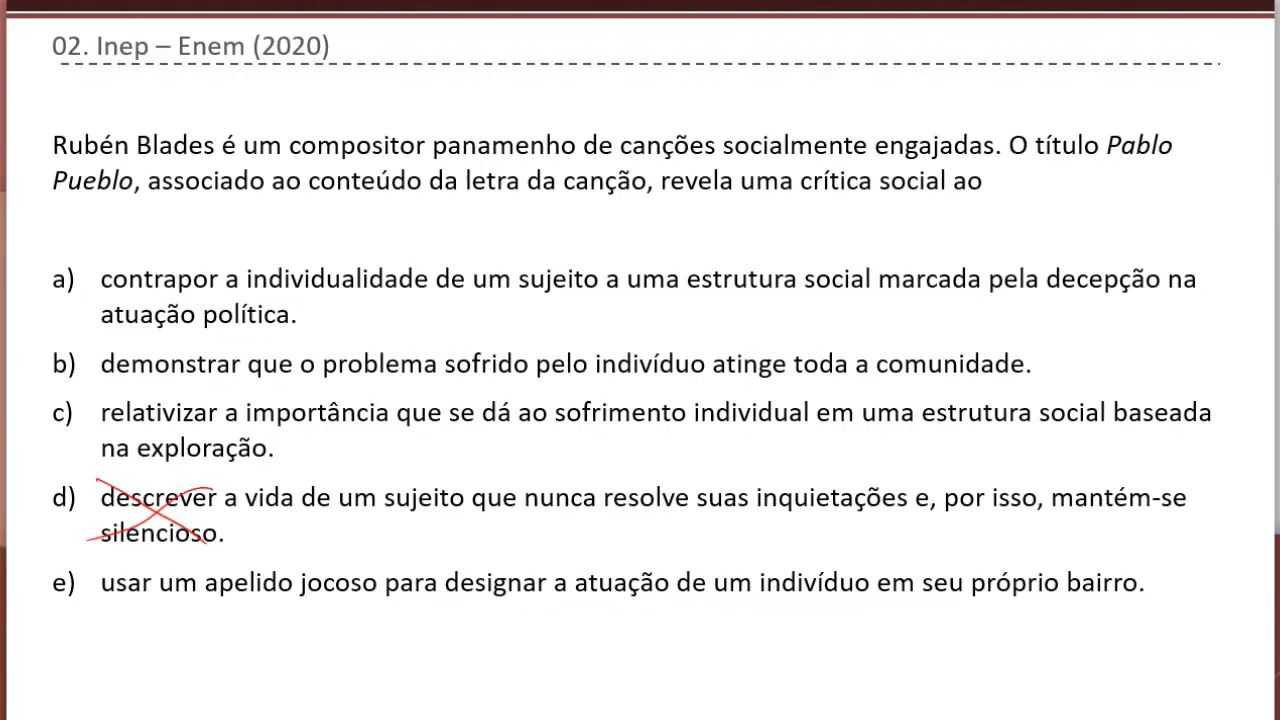 02. Inep – Enem (2020)
Rubén Blades é um compositor panamenho de canções socialmente engajadas. O título Pablo
Pueblo, associado ao conteúdo da letra da canção, revela uma crítica social ao
a) contrapor a individualidade de um sujeito a uma estrutura social marcada pela decepção na
atuação política.
b) demonstrar que o problema sofrido pelo indivíduo atinge toda a comunidade.
c) relativizar a importância que se dá ao sofrimento individual em uma estrutura social baseada
na exploração.
d) descrever a vida de um sujeito que nunca resolve suas inquietações e, por isso, mantém-se
silencioso.
e) usar um apelido jocoso para designar a atuação de um indivíduo em seu próprio bairro.